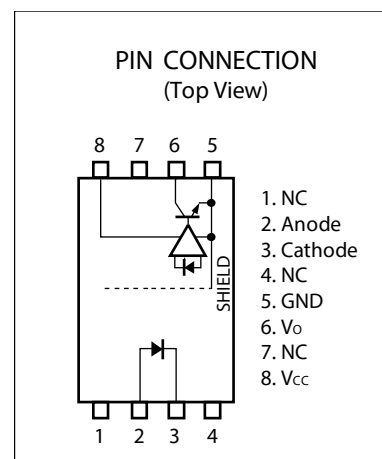 PIN CONNECTION
(Top View)
8 7 6 5
SHIELD
1 2 3 4
1. NC
2. Anode
3. Cathode
4. NC
5. GND
6. Vo
7. NC
8. Vcc